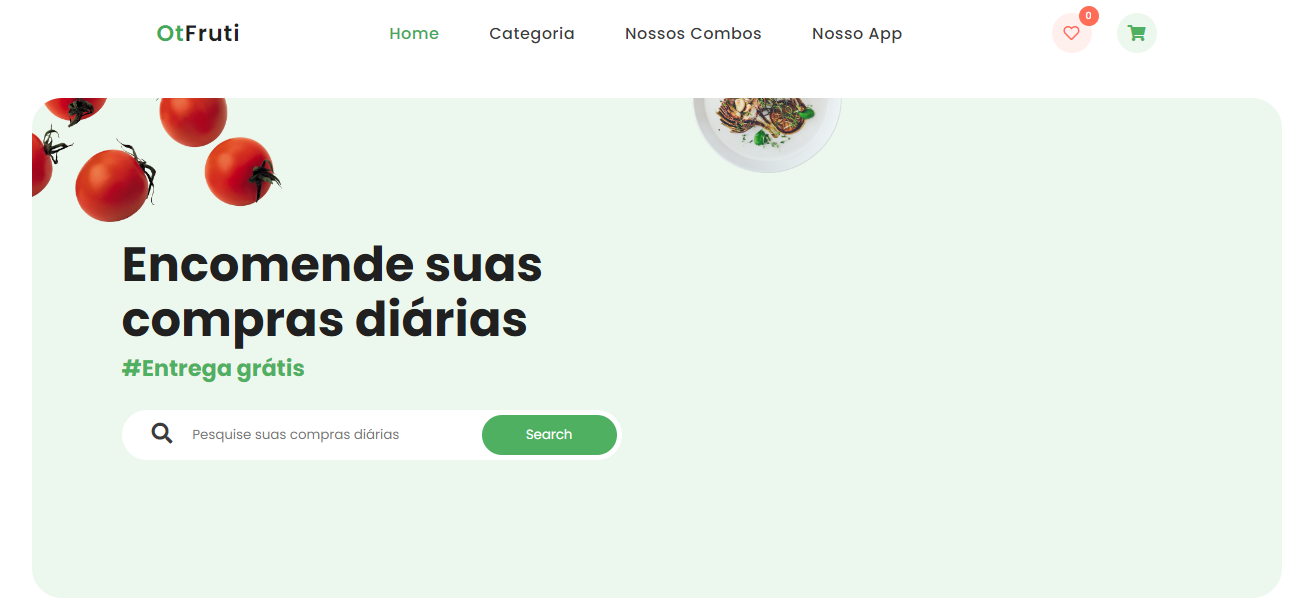 OtFruti
Home
Categoria
Nossos Combos
Nosso App
0
Encomende suas
compras diárias
#Entrega grátis
Pesquise suas compras diárias
Search